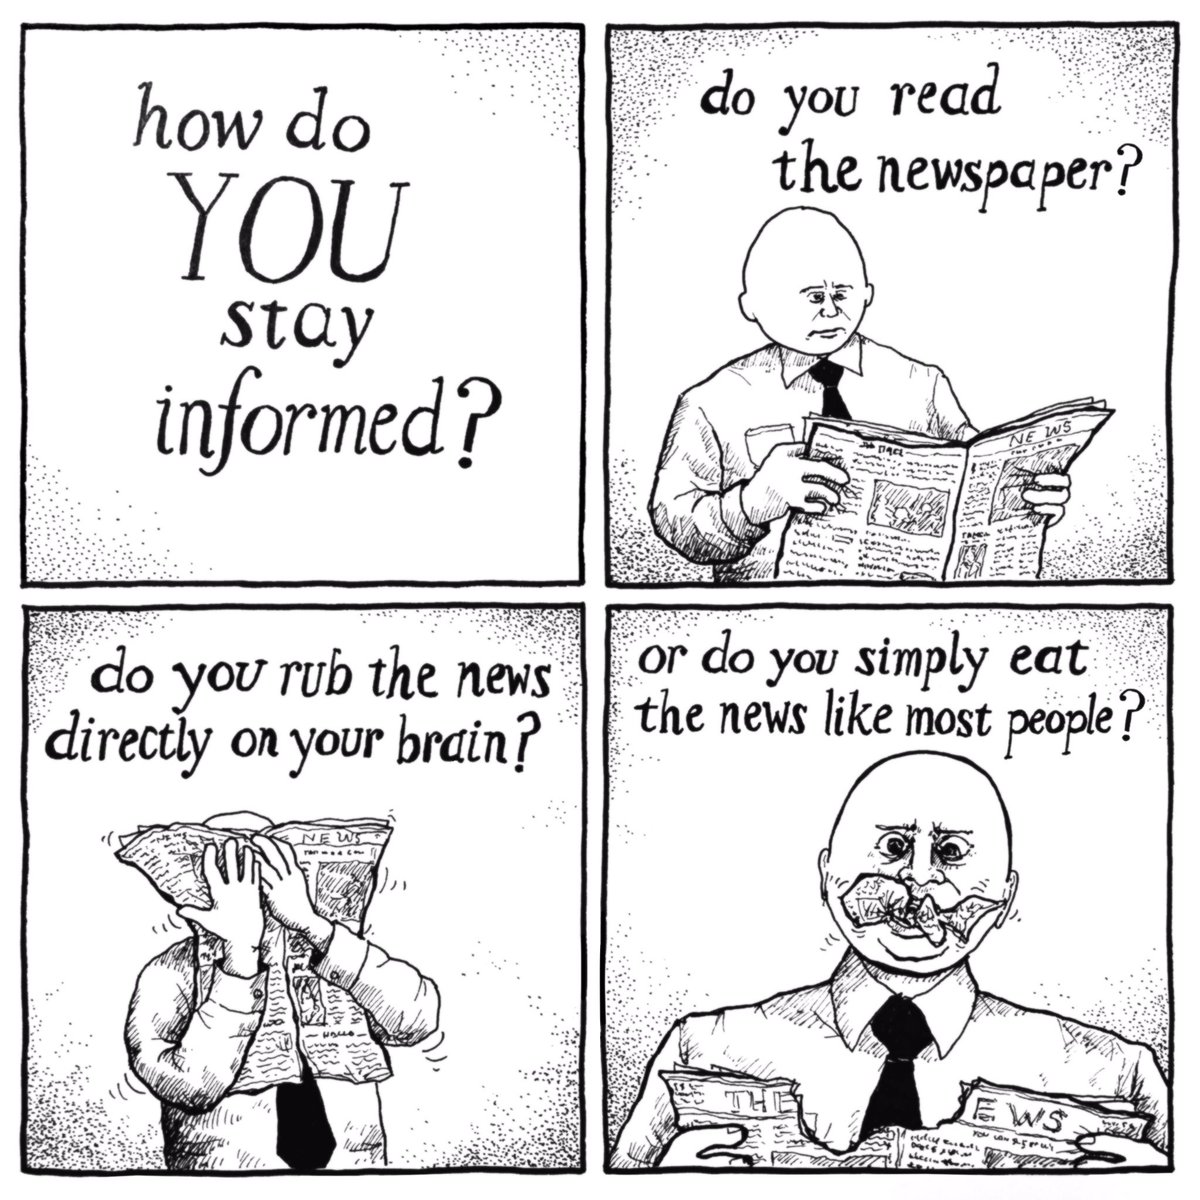 how do
YOU
stay
informed?
do you read
the newspaper?
NEWS
do you rub the news
directly on your brain?
NEWS
NEWS
or do you simply eat
the news like most people?
THE
EWS